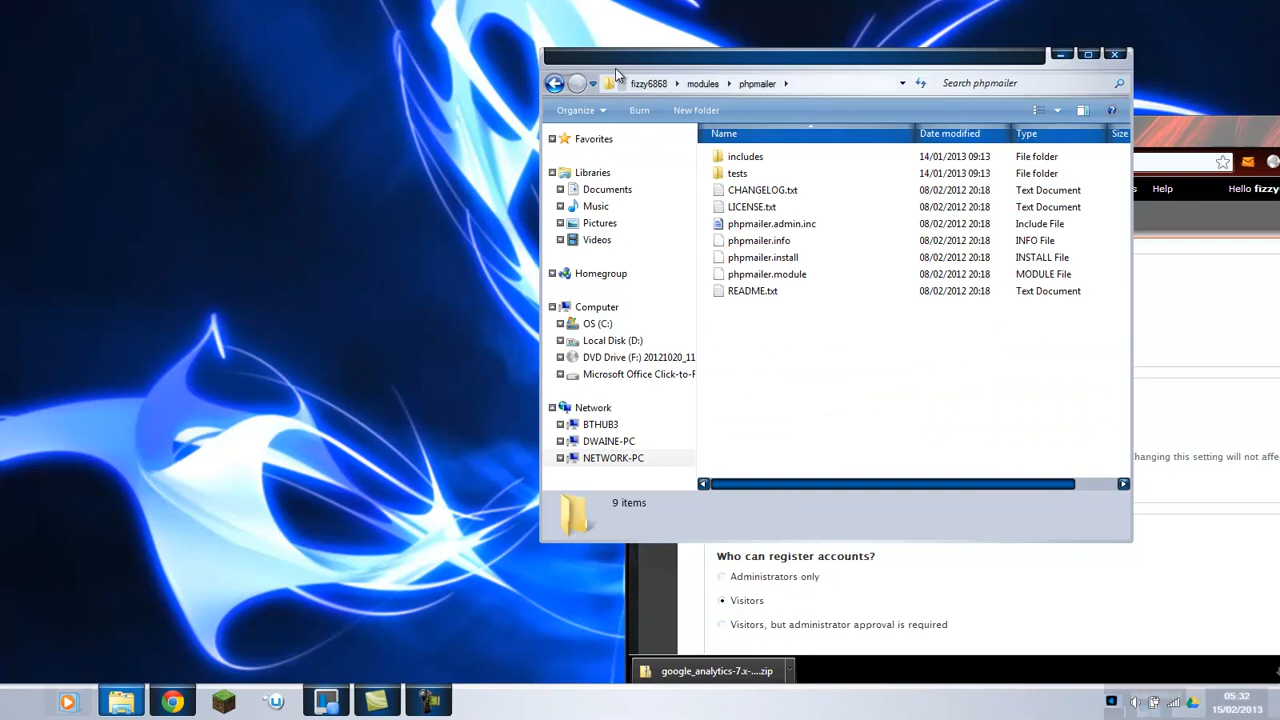 fizzy6868 modules phpmailer Search phpmailer
Organize Burn New folder
Name Date modified Type Size
Favorites
Libraries
Documents
Music
Pictures
Videos
Homegroup
Computer
OS (C:)
Local Disk (D:)
DVD Drive (F:) 20121020_11
Microsoft Office Click-to-F
Network
BTHUB3
DWAINE-PC
NETWORK-PC
includes 14/01/2013 09:13 File folder
tests 14/01/2013 09:13 File folder
CHANGELOG.txt 08/02/2012 20:18 Text Document
LICENSE.txt 08/02/2012 20:18 Text Document
phpmailer.admin.inc 08/02/2012 20:18 Include File
phpmailer.info 08/02/2012 20:18 INFO File
phpmailer.install 08/02/2012 20:18 INSTALL File
phpmailer.module 08/02/2012 20:18 MODULE File
README.txt 08/02/2012 20:18 Text Document
9 items
s Help Hello fizzy
hanging this setting will not affe
Who can register accounts?
Administrators only
Visitors
Visitors, but administrator approval is required
google_analytics-7.x-....zip
05:32
15/02/2013